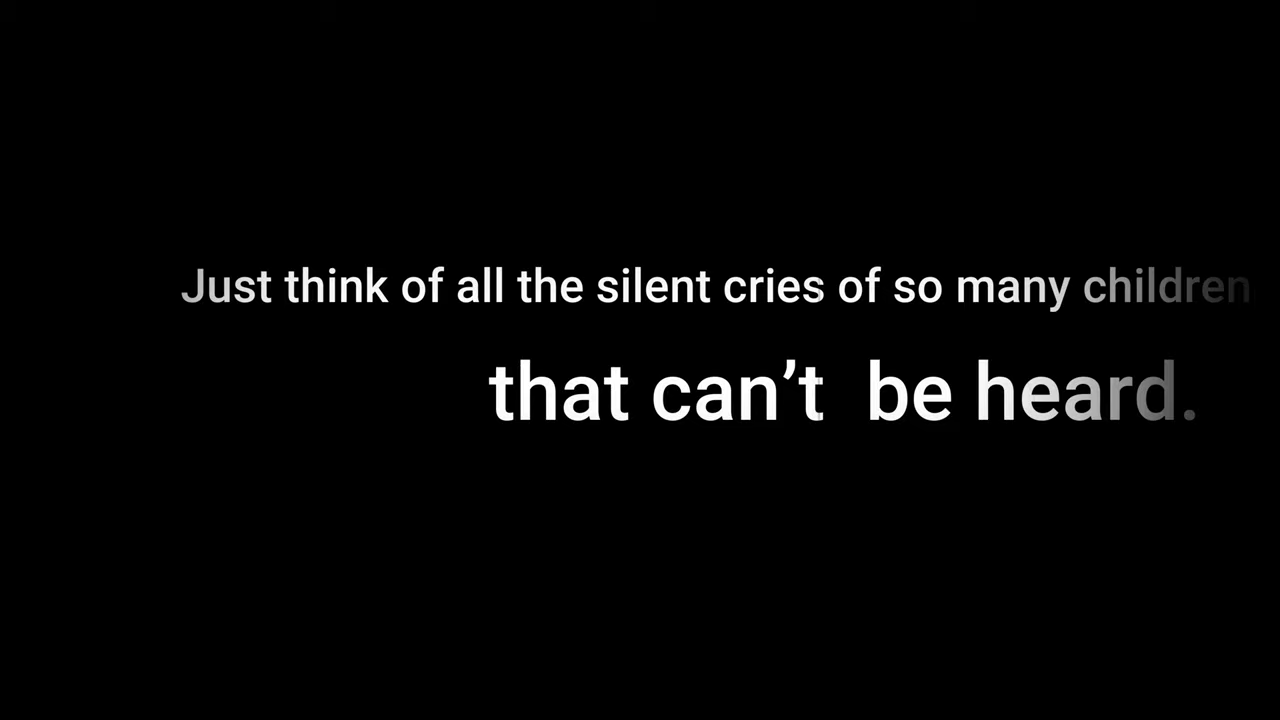 Just think of all the silent cries of so many children
that can’t  be heard.